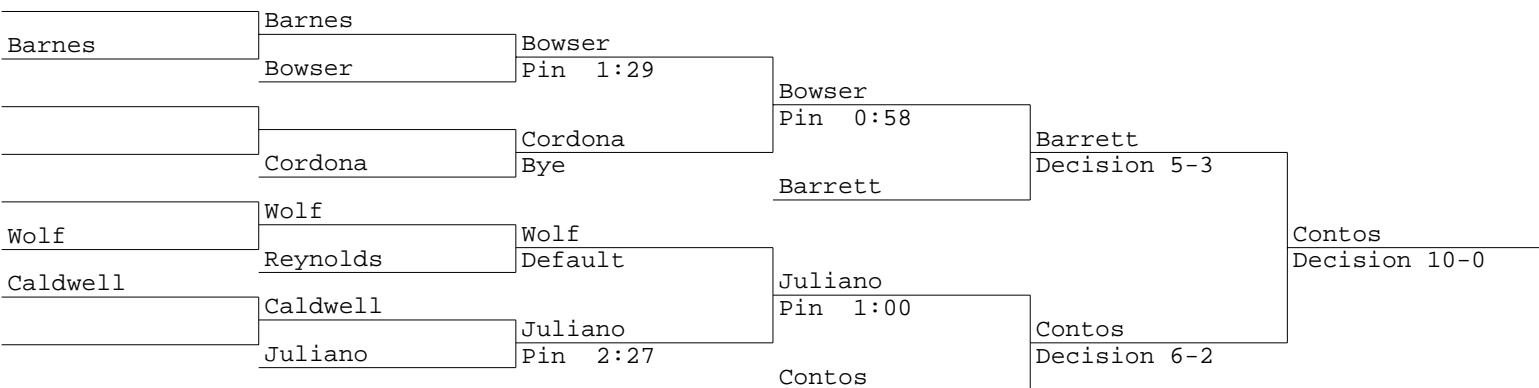 Barnes
Barnes
Bowser
Bowser
Pin 1:29
Bowser
Pin 0:58
Cordona
Cordona
Bye
Barrett
Barrett
Decision 5-3
Wolf
Wolf
Reynolds
Wolf
Default
Caldwell
Caldwell
Juliano
Juliano
Pin 2:27
Juliano
Pin 1:00
Contos
Contos
Decision 6-2
Contos
Decision 10-0